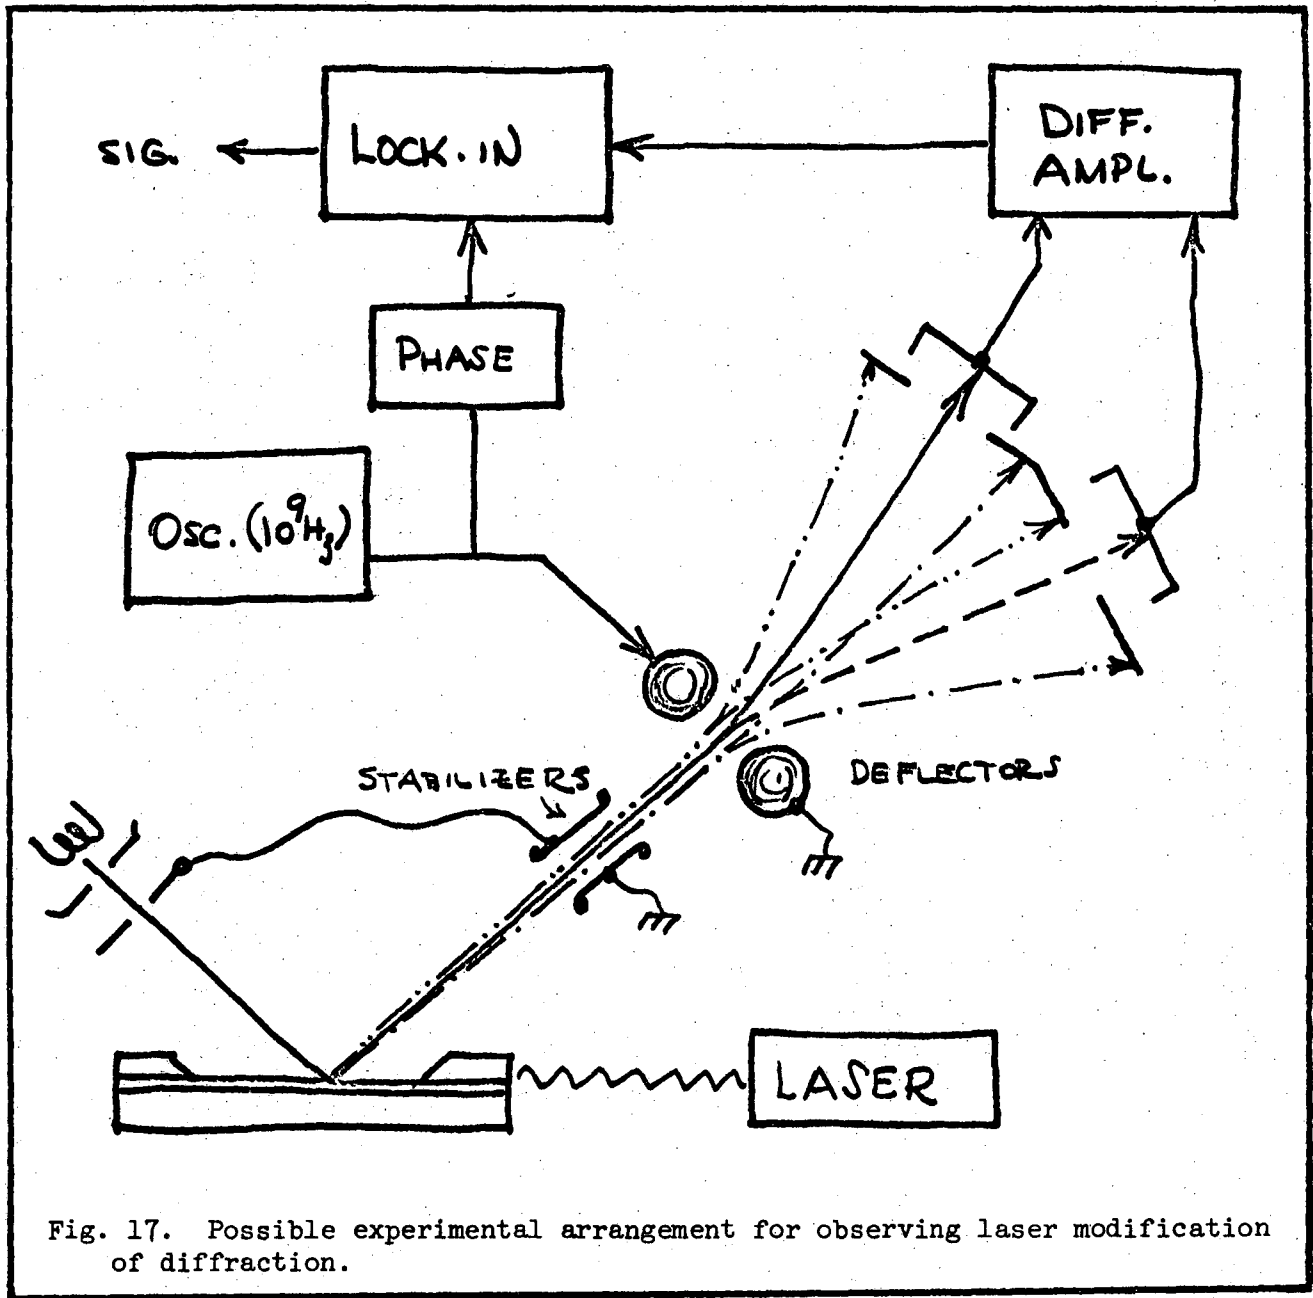 SIG.
LOCK.IN
DIFF.
AMPL.
PHASE
OSC. (10⁹Hz)
STABILIZERS
DEFLECTORS
LASER
Fig. 17. Possible experimental arrangement for observing laser modification
of diffraction.